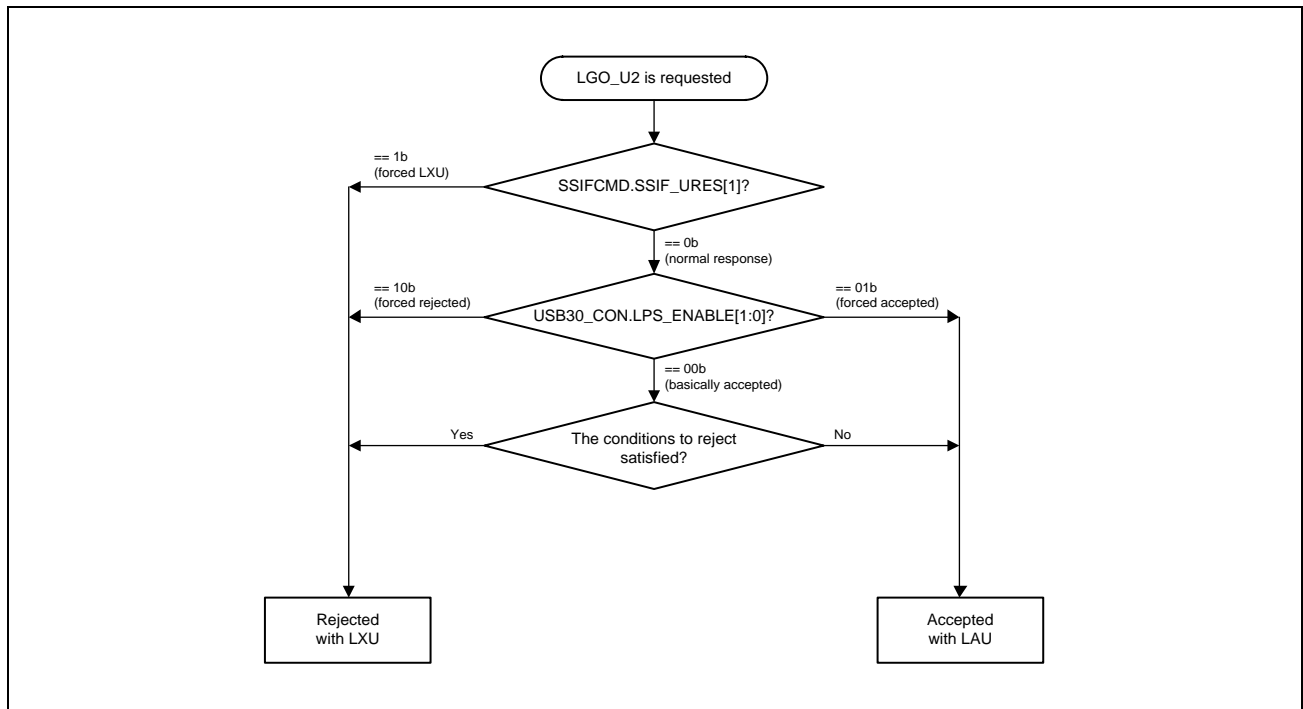 LGO_U2 is requested
== 1b
(forced LXU)
SSIFCMD.SSIF_URES[1]?
== 0b
(normal response)
== 10b
(forced rejected)
USB30_CON.LPS_ENABLE[1:0]?
== 01b
(forced accepted)
== 00b
(basically accepted)
Yes
The conditions to reject
satisfied?
No
Rejected
with LXU
Accepted
with LAU